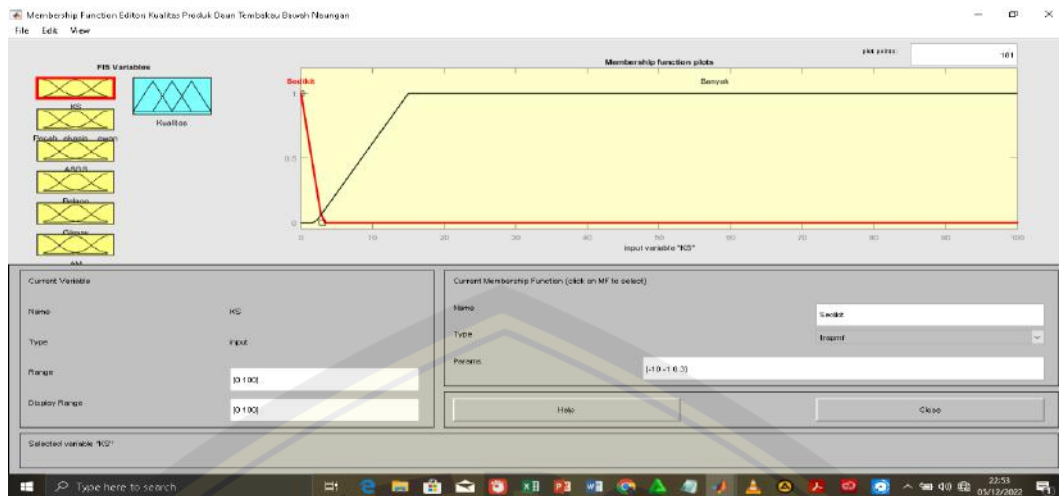 Membership Function Editor: Kualitas Produk Daun Tembakau Bawah Naungan
File Edit View
FIS Variables
KS
ASDS
AM
Kualitas
plot points:
181
Membership function plots
Sedikit
Banyak
1
0.5
0
0 10 20 30 40 50 60 70 80 90 100
input variable "KS"
Current Variable
Name KS
Type input
Range [0 100]
Display Range [0 100]
Current Membership Function (click on MF to select)
Name Sedikit
Type trapmf
Params
Help Close
Selected variable "KS"
Type here to search
22:53
05/12/2022